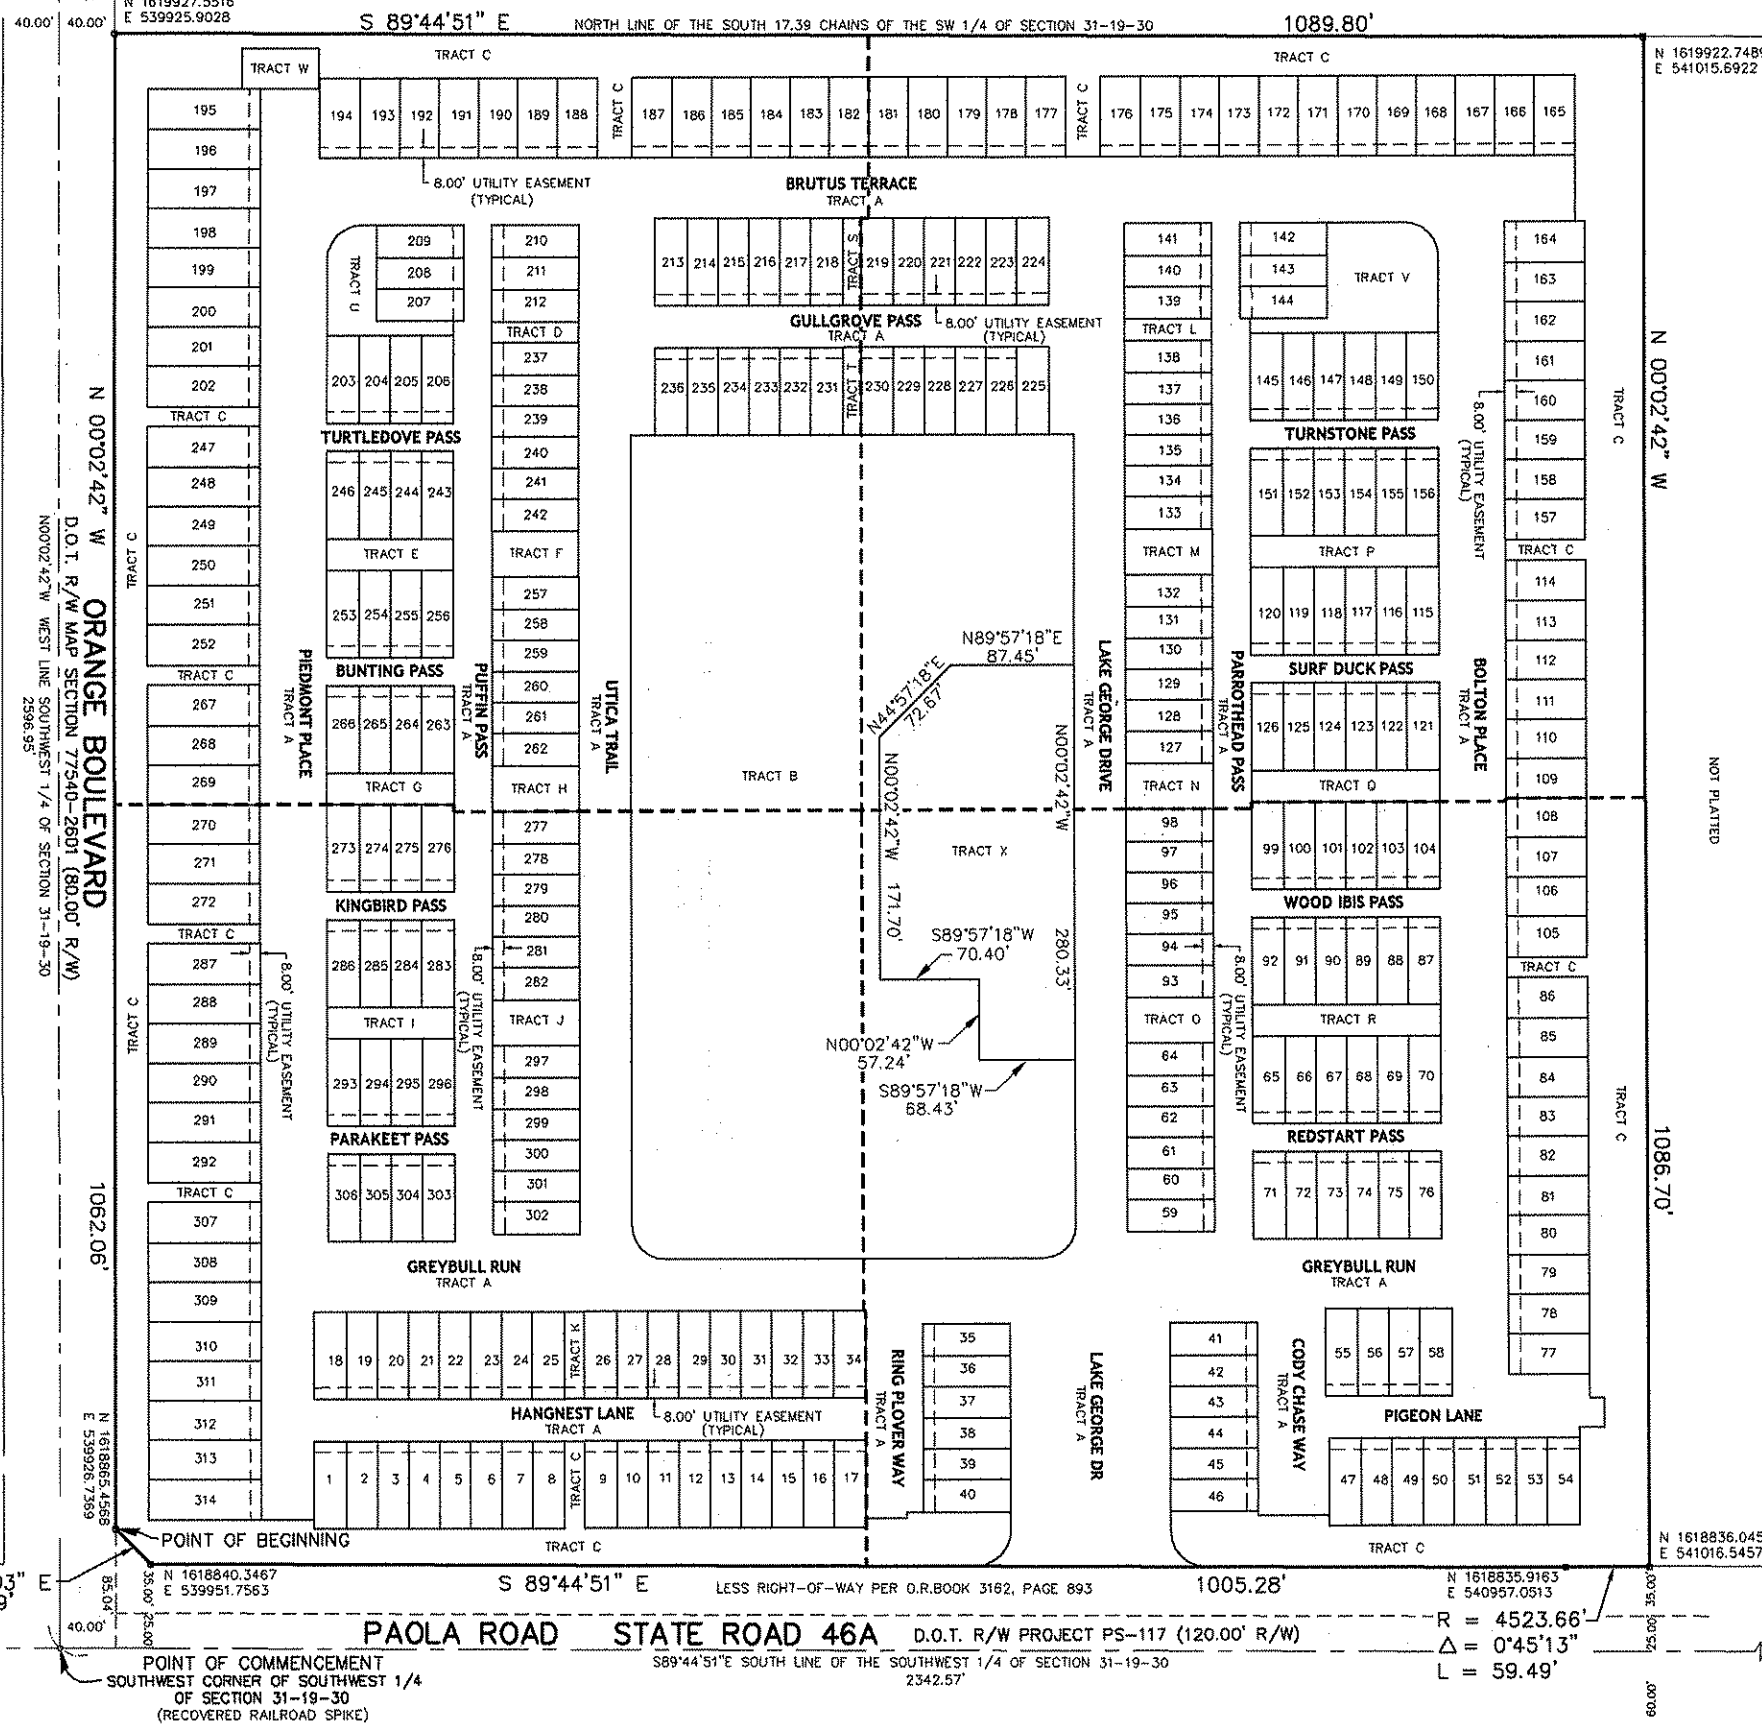 40.00' 40.00'
N 1619927.5516
E 539925.9028
S 89°44'51" E
NORTH LINE OF THE SOUTH 17.39 CHAINS OF THE SW 1/4 OF SECTION 31-19-30
1089.80'
N 1619922.7489
E 541015.6922
TRACT W
TRACT C
TRACT C
194 193 192 191 190 189 188
TRACT C
187 186 185 184 183 182 181 180 179 178 177
TRACT C
176 175 174 173 172 171 170 169 168 167 166 165
8.00' UTILITY EASEMENT
(TYPICAL)
BRUTUS TERRACE
TRACT A
195
196
197
198
199
200
201
202
TRACT C
247
248
249
250
251
252
TRACT C
267
268
269
270
271
272
TRACT C
287
288
289
290
291
292
TRACT C
307
308
309
310
311
312
313
314
8.00' UTILITY EASEMENT
(TYPICAL)
TRACT C
TRACT C
N 00°02'42" W
1062.06'
ORANGE BOULEVARD
D.O.T. R/W MAP SECTION 77540-2601 (80.00' R/W)
N00°02'42"W WEST LINE SOUTHWEST 1/4 OF SECTION 31-19-30
2596.95'
TRACT U
209
208
207
203 204 205 206
TURTLEDOVE PASS
246 245 244 243
TRACT E
253 254 255 256
BUNTING PASS
266 265 264 263
TRACT G
273 274 275 276
KINGBIRD PASS
286 285 284 283
TRACT I
293 294 295 296
PARAKEET PASS
306 305 304 303
PIEDMONT PLACE
TRACT A
PUFFIN PASS
TRACT A
UTICA TRAIL
TRACT A
210
211
212
TRACT D
237
238
239
240
241
242
TRACT F
257
258
259
260
261
262
TRACT H
277
278
279
280
281
282
TRACT J
297
298
299
300
301
302
8.00' UTILITY EASEMENT
(TYPICAL)
213 214 215 216 217 218
TRACT S
219 220 221 222 223 224
GULLGROVE PASS
TRACT A
8.00' UTILITY EASEMENT
(TYPICAL)
236 235 234 233 232 231
TRACT T
230 229 228 227 226 225
TRACT B
N89°57'18"E
87.45'
N44°57'18"E
72.67'
N00°02'42"W 171.70'
N00°02'42"W
280.33'
TRACT X
S89°57'18"W
70.40'
N00°02'42"W
57.24'
S89°57'18"W
68.43'
LAKE GEORGE DRIVE
TRACT A
141
140
139
TRACT L
138
137
136
135
134
133
TRACT M
132
131
130
129
128
127
TRACT N
98
97
96
95
94
93
TRACT O
64
63
62
61
60
59
8.00' UTILITY EASEMENT
(TYPICAL)
PARROTHEAD PASS
TRACT A
142
143
144
TRACT V
145 146 147 148 149 150
TURNSTONE PASS
151 152 153 154 155 156
TRACT P
120 119 118 117 116 115
SURF DUCK PASS
126 125 124 123 122 121
TRACT Q
99 100 101 102 103 104
WOOD IBIS PASS
92 91 90 89 88 87
TRACT R
65 66 67 68 69 70
REDSTART PASS
71 72 73 74 75 76
BOLTON PLACE
TRACT A
8.00' UTILITY EASEMENT
(TYPICAL)
164
163
162
161
160
159
158
157
TRACT C
114
113
112
111
110
109
108
107
106
105
TRACT C
86
85
84
83
82
81
80
79
78
77
TRACT C
TRACT C
N 00°02'42" W
1086.70'
NOT PLATTED
GREYBULL RUN
TRACT A
GREYBULL RUN
TRACT A
18 19 20 21 22 23 24 25
TRACT K
26 27 28 29 30 31 32 33 34
HANGNEST LANE
TRACT A
8.00' UTILITY EASEMENT
(TYPICAL)
1 2 3 4 5 6 7 8
TRACT C
9 10 11 12 13 14 15 16 17
RING PLOVER WAY
TRACT A
35
36
37
38
39
40
LAKE GEORGE DR
TRACT A
41
42
43
44
45
46
CODY CHASE WAY
TRACT A
55 56 57 58
PIGEON LANE
47 48 49 50 51 52 53 54
N 1618865.4568
E 539926.7369
POINT OF BEGINNING
TRACT C
TRACT C
N 1618836.045
E 541016.5457
3" E
9'
N 1618840.3467
E 539951.7563
S 89°44'51" E
LESS RIGHT-OF-WAY PER O.R.BOOK 3162, PAGE 893
1005.28'
N 1618835.9163
E 540957.0513
85.04'
35.00' 25.00'
40.00'
PAOLA ROAD STATE ROAD 46A D.O.T. R/W PROJECT PS-117 (120.00' R/W)
R = 4523.66'
Δ = 0°45'13"
L = 59.49'
35.00'
25.00'
60.09'
POINT OF COMMENCEMENT
SOUTHWEST CORNER OF SOUTHWEST 1/4
OF SECTION 31-19-30
(RECOVERED RAILROAD SPIKE)
S89°44'51"E SOUTH LINE OF THE SOUTHWEST 1/4 OF SECTION 31-19-30
2342.57'